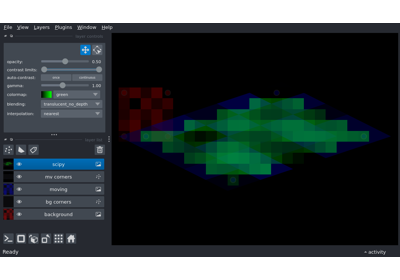 File View Layers Plugins Window Help
opacity: 0.50
contrast limits:
auto-contrast: once continuous
gamma: 1.00
colormap: green
blending: translucent_no_depth
interpolation: nearest
scipy
mv corners
moving
bg corners
background
Ready
activity